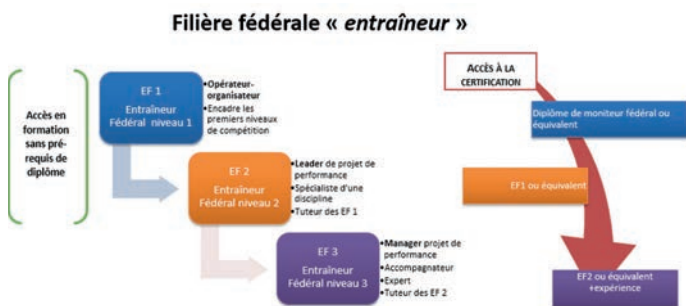 Filière fédérale « entraîneur »
Accès en
formation
sans pré-
requis de
diplôme
EF 1
Entraîneur
Fédéral niveau 1
•Opérateur-
organisateur
•Encadre les
premiers niveaux
de compétition
EF 2
Entraîneur
Fédéral niveau 2
•Leader de projet de
performance
•Spécialiste d'une
discipline
•Tuteur des EF 1
EF 3
Entraîneur
Fédéral niveau 3
•Manager projet de
performance
•Accompagnateur
•Expert
•Tuteur des EF 2
ACCÈS À LA
CERTIFICATION
Diplôme de moniteur fédéral ou
équivalent
EF1 ou équivalent
EF2 ou équivalent
+expérience